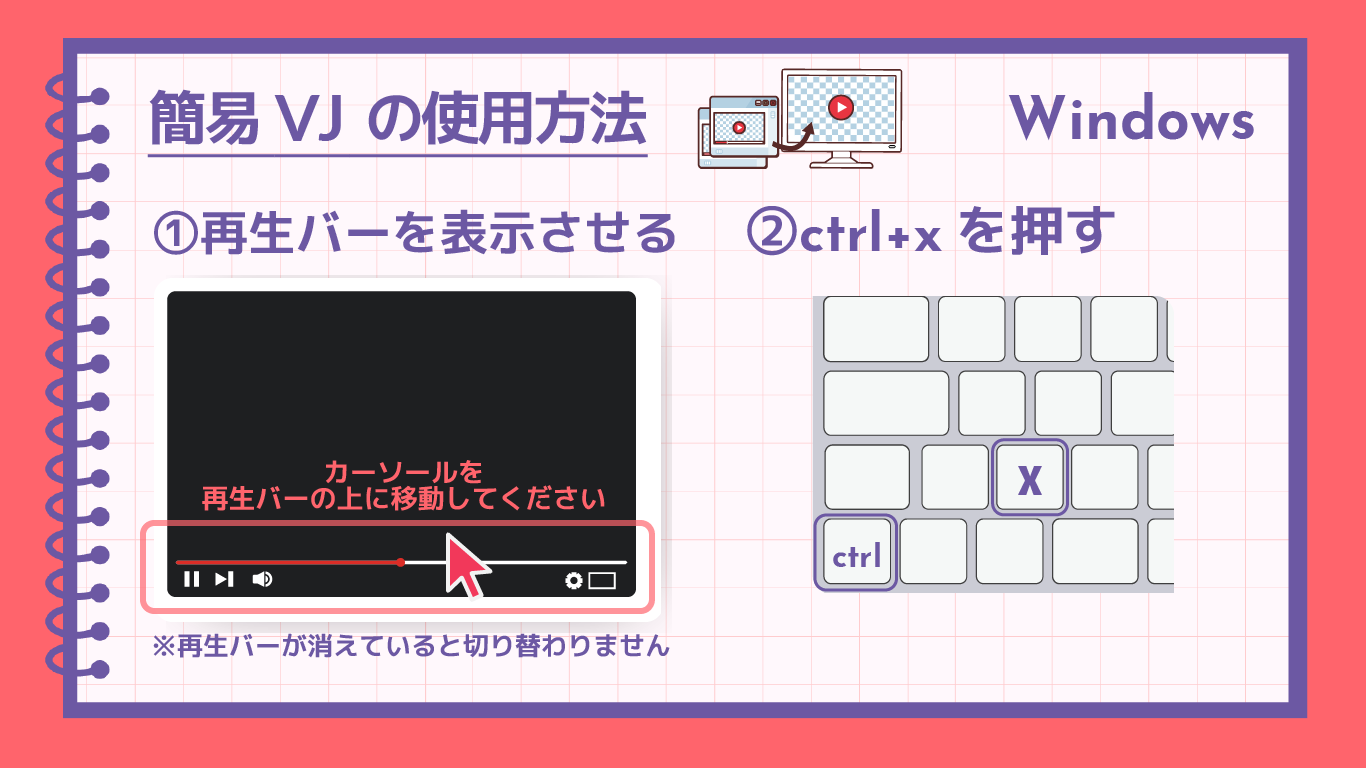 簡易 VJ の使用方法
Windows
①再生バーを表示させる
②ctrl+x を押す
カーソールを
再生バーの上に移動してください
X
ctrl
※再生バーが消えていると切り替わりません